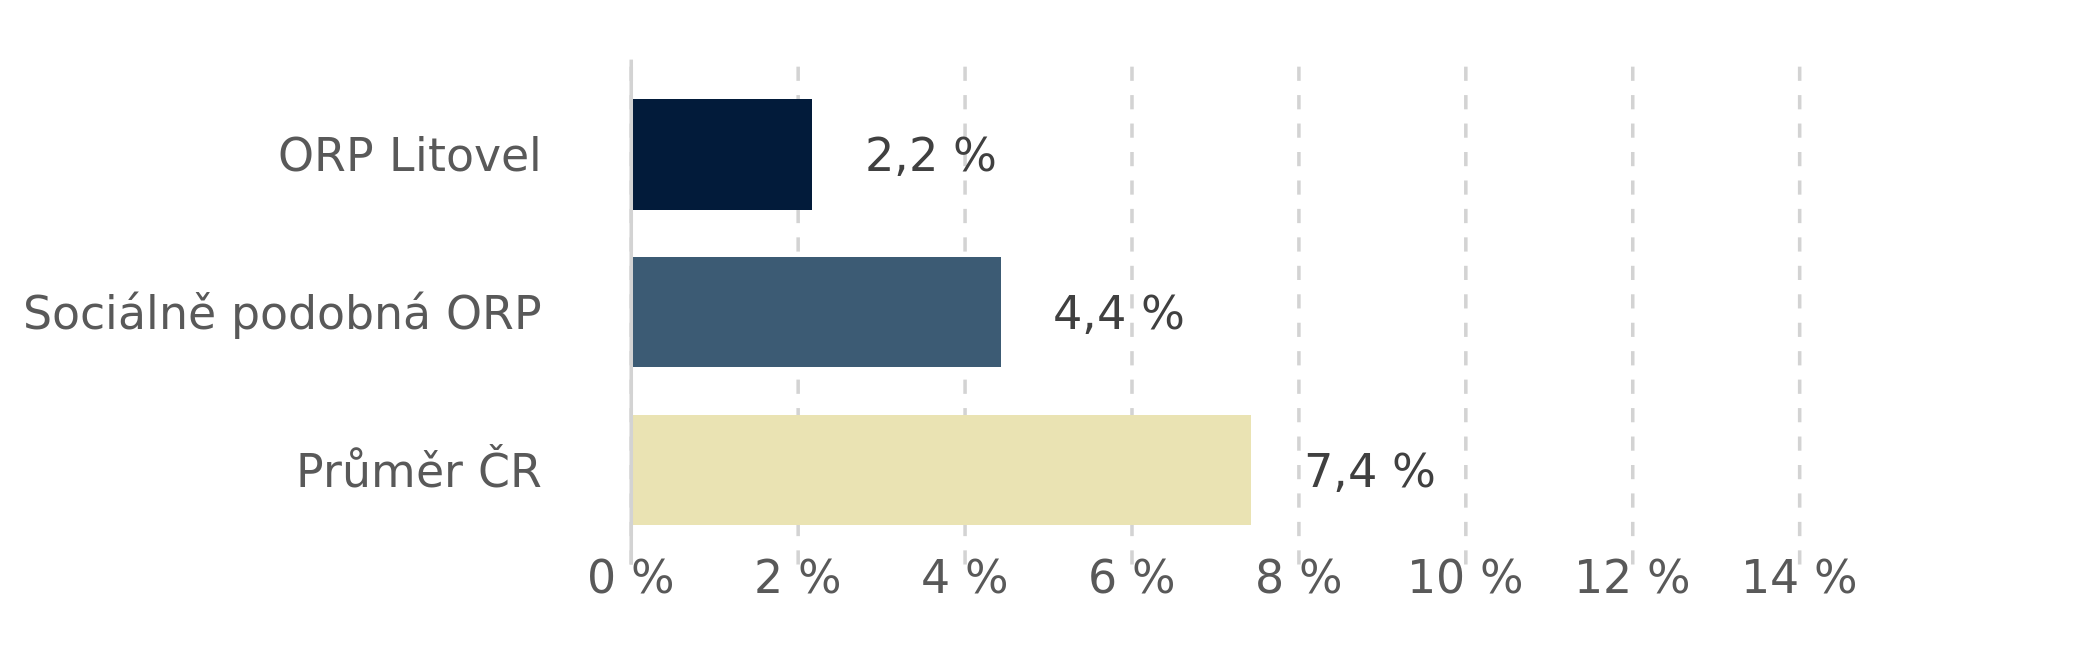 ORP Litovel 2,2 %
Sociálně podobná ORP 4,4 %
Průměr ČR 7,4 %
0 % 2 % 4 % 6 % 8 % 10 % 12 % 14 %